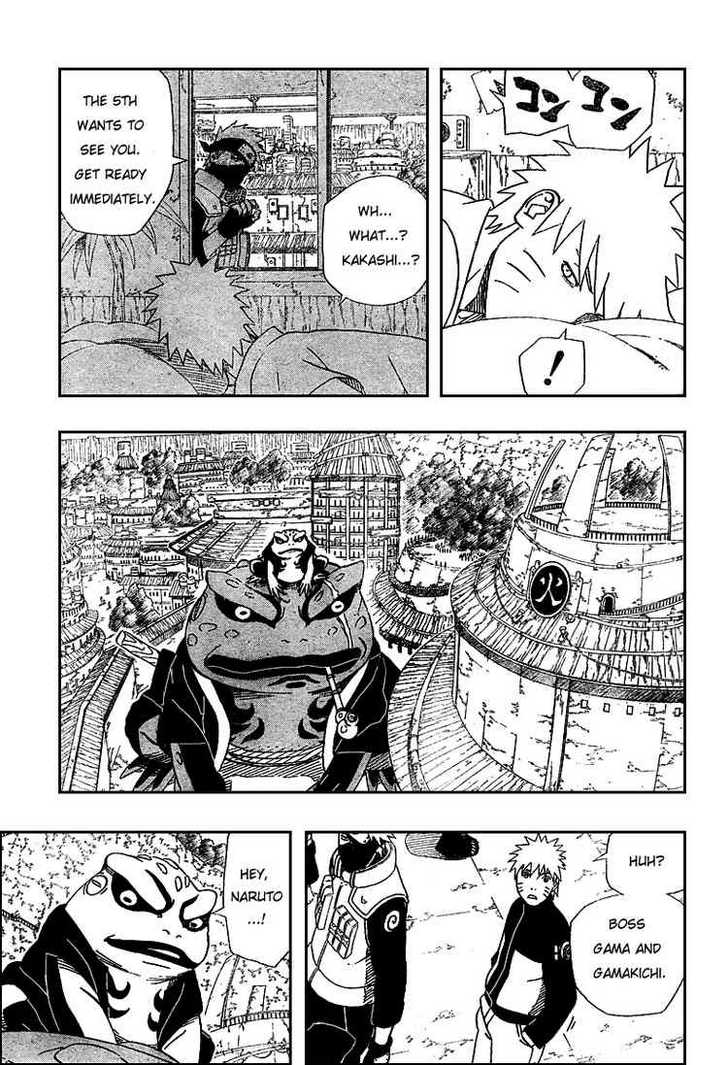 コン
コン
!
WH...
WHAT...?
KAKASHI...?
THE 5TH
WANTS TO
SEE YOU.
GET READY
IMMEDIATELY.
火
HUH?
BOSS
GAMA AND
GAMAKICHI.
HEY,
NARUTO
...!